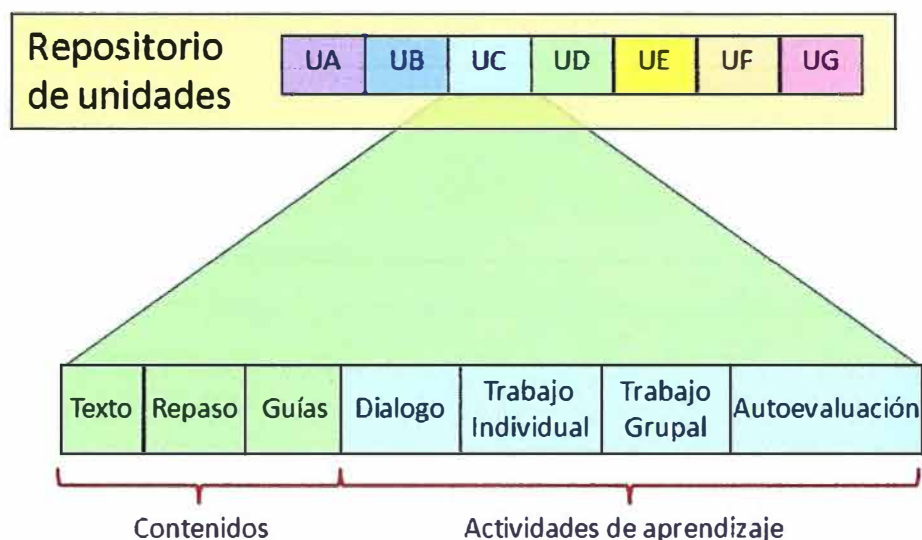 Repositorio
de unidades
UA UB UC UD UE UF UG
Texto Repaso Guías Dialogo Trabajo Individual Trabajo Grupal Autoevaluación
Contenidos Actividades de aprendizaje